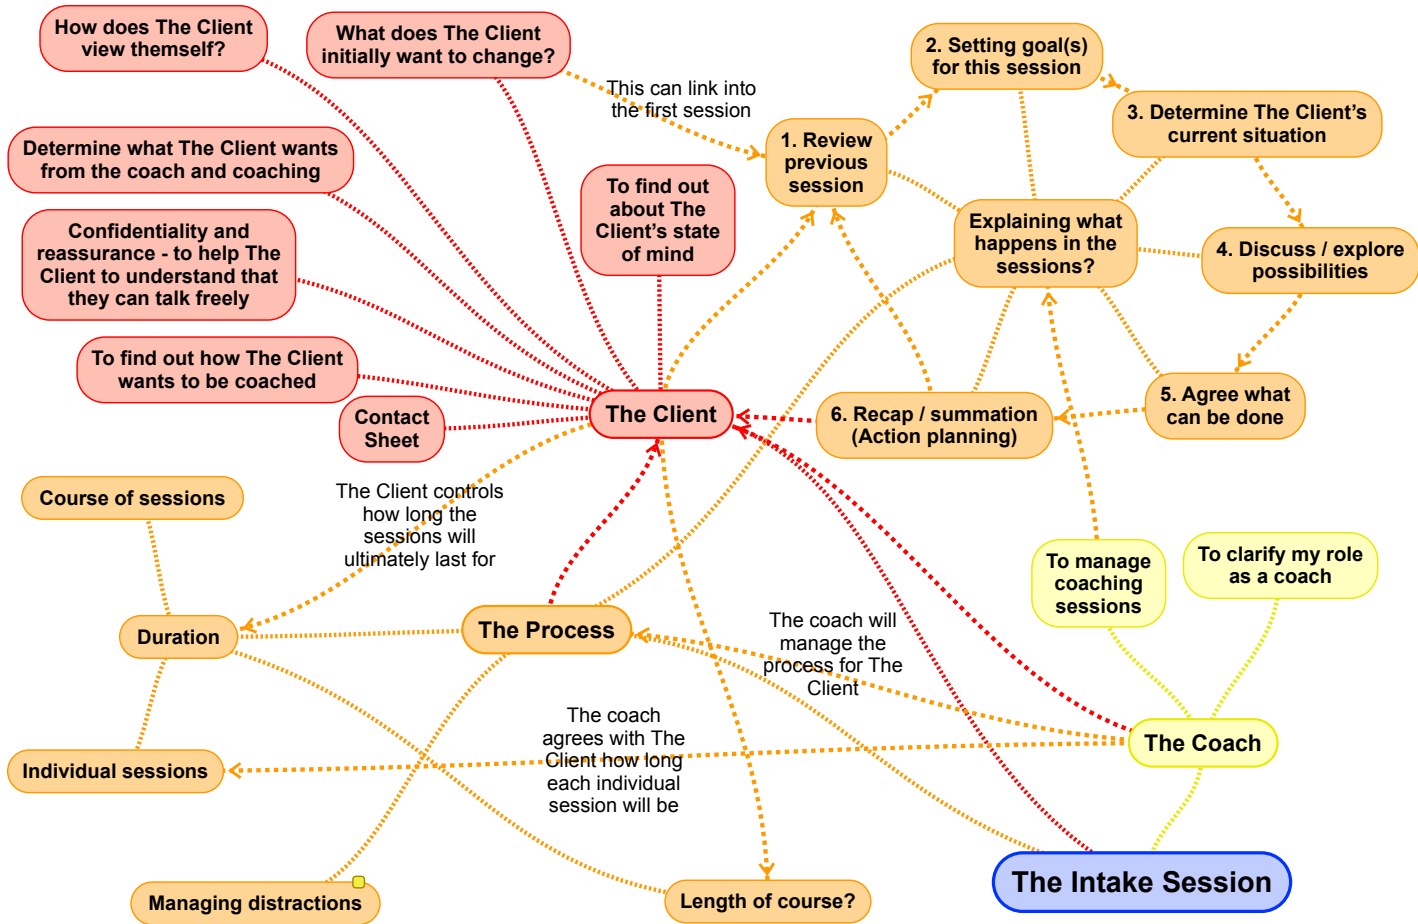 How does The Client
view themself?
What does The Client
initially want to change?
2. Setting goal(s)
for this session
This can link into
the first session
3. Determine The Client's
current situation
1. Review
previous
session
Determine what The Client wants
from the coach and coaching
To find out
about The
Client's state
of mind
Explaining what
happens in the
sessions?
Confidentiality and
reassurance - to help The
Client to understand that
they can talk freely
4. Discuss / explore
possibilities
To find out how The Client
wants to be coached
The Client
Contact
Sheet
6. Recap / summation
(Action planning)
5. Agree what
can be done
Course of sessions
The Client controls
how long the
sessions will
ultimately last for
To manage
coaching
sessions
To clarify my role
as a coach
Duration
The Process
The coach will
manage the
process for The
Client
The coach
agrees with The
Client how long
each individual
session will be
The Coach
Individual sessions
The Intake Session
Managing distractions
Length of course?